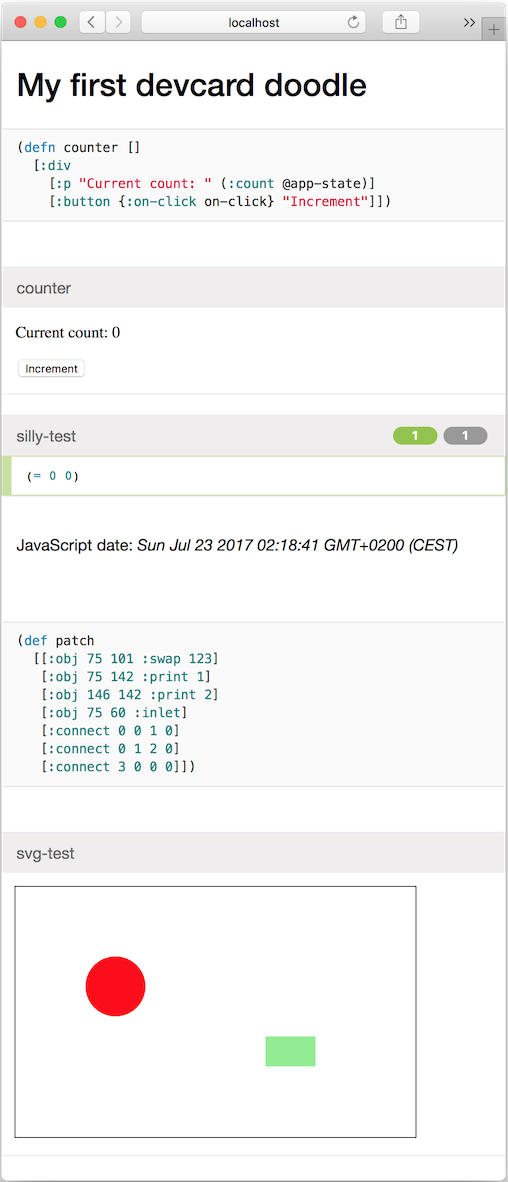 localhost
My first devcard doodle
(defn counter []
  [:div
    [:p "Current count: " (:count @app-state)]
    [:button {:on-click on-click} "Increment"]])
counter
Current count: 0
Increment
silly-test 1 1
(= 0 0)
JavaScript date: Sun Jul 23 2017 02:18:41 GMT+0200 (CEST)
(def patch
  [[:obj 75 101 :swap 123]
   [:obj 75 142 :print 1]
   [:obj 146 142 :print 2]
   [:obj 75 60 :inlet]
   [:connect 0 0 1 0]
   [:connect 0 1 2 0]
   [:connect 3 0 0 0]])
svg-test